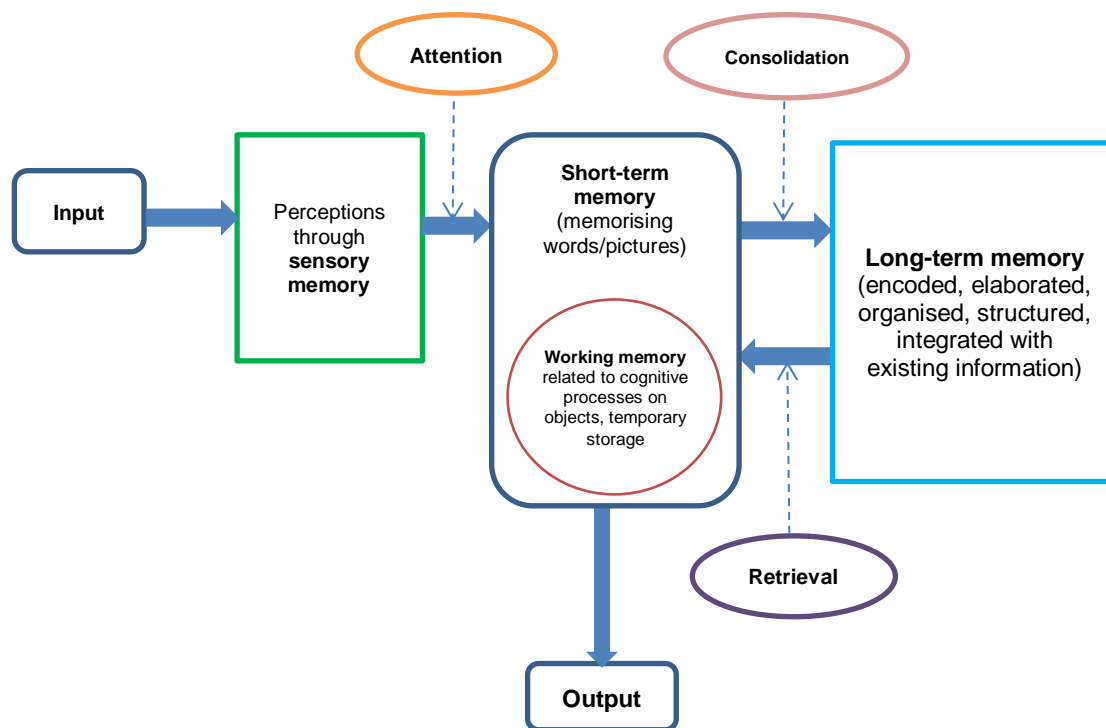 Attention
Consolidation
Input
Perceptions
through
sensory
memory
Short-term
memory
(memorising
words/pictures)
Working memory
related to cognitive
processes on
objects, temporary
storage
Long-term memory
(encoded, elaborated,
organised, structured,
integrated with
existing information)
Retrieval
Output